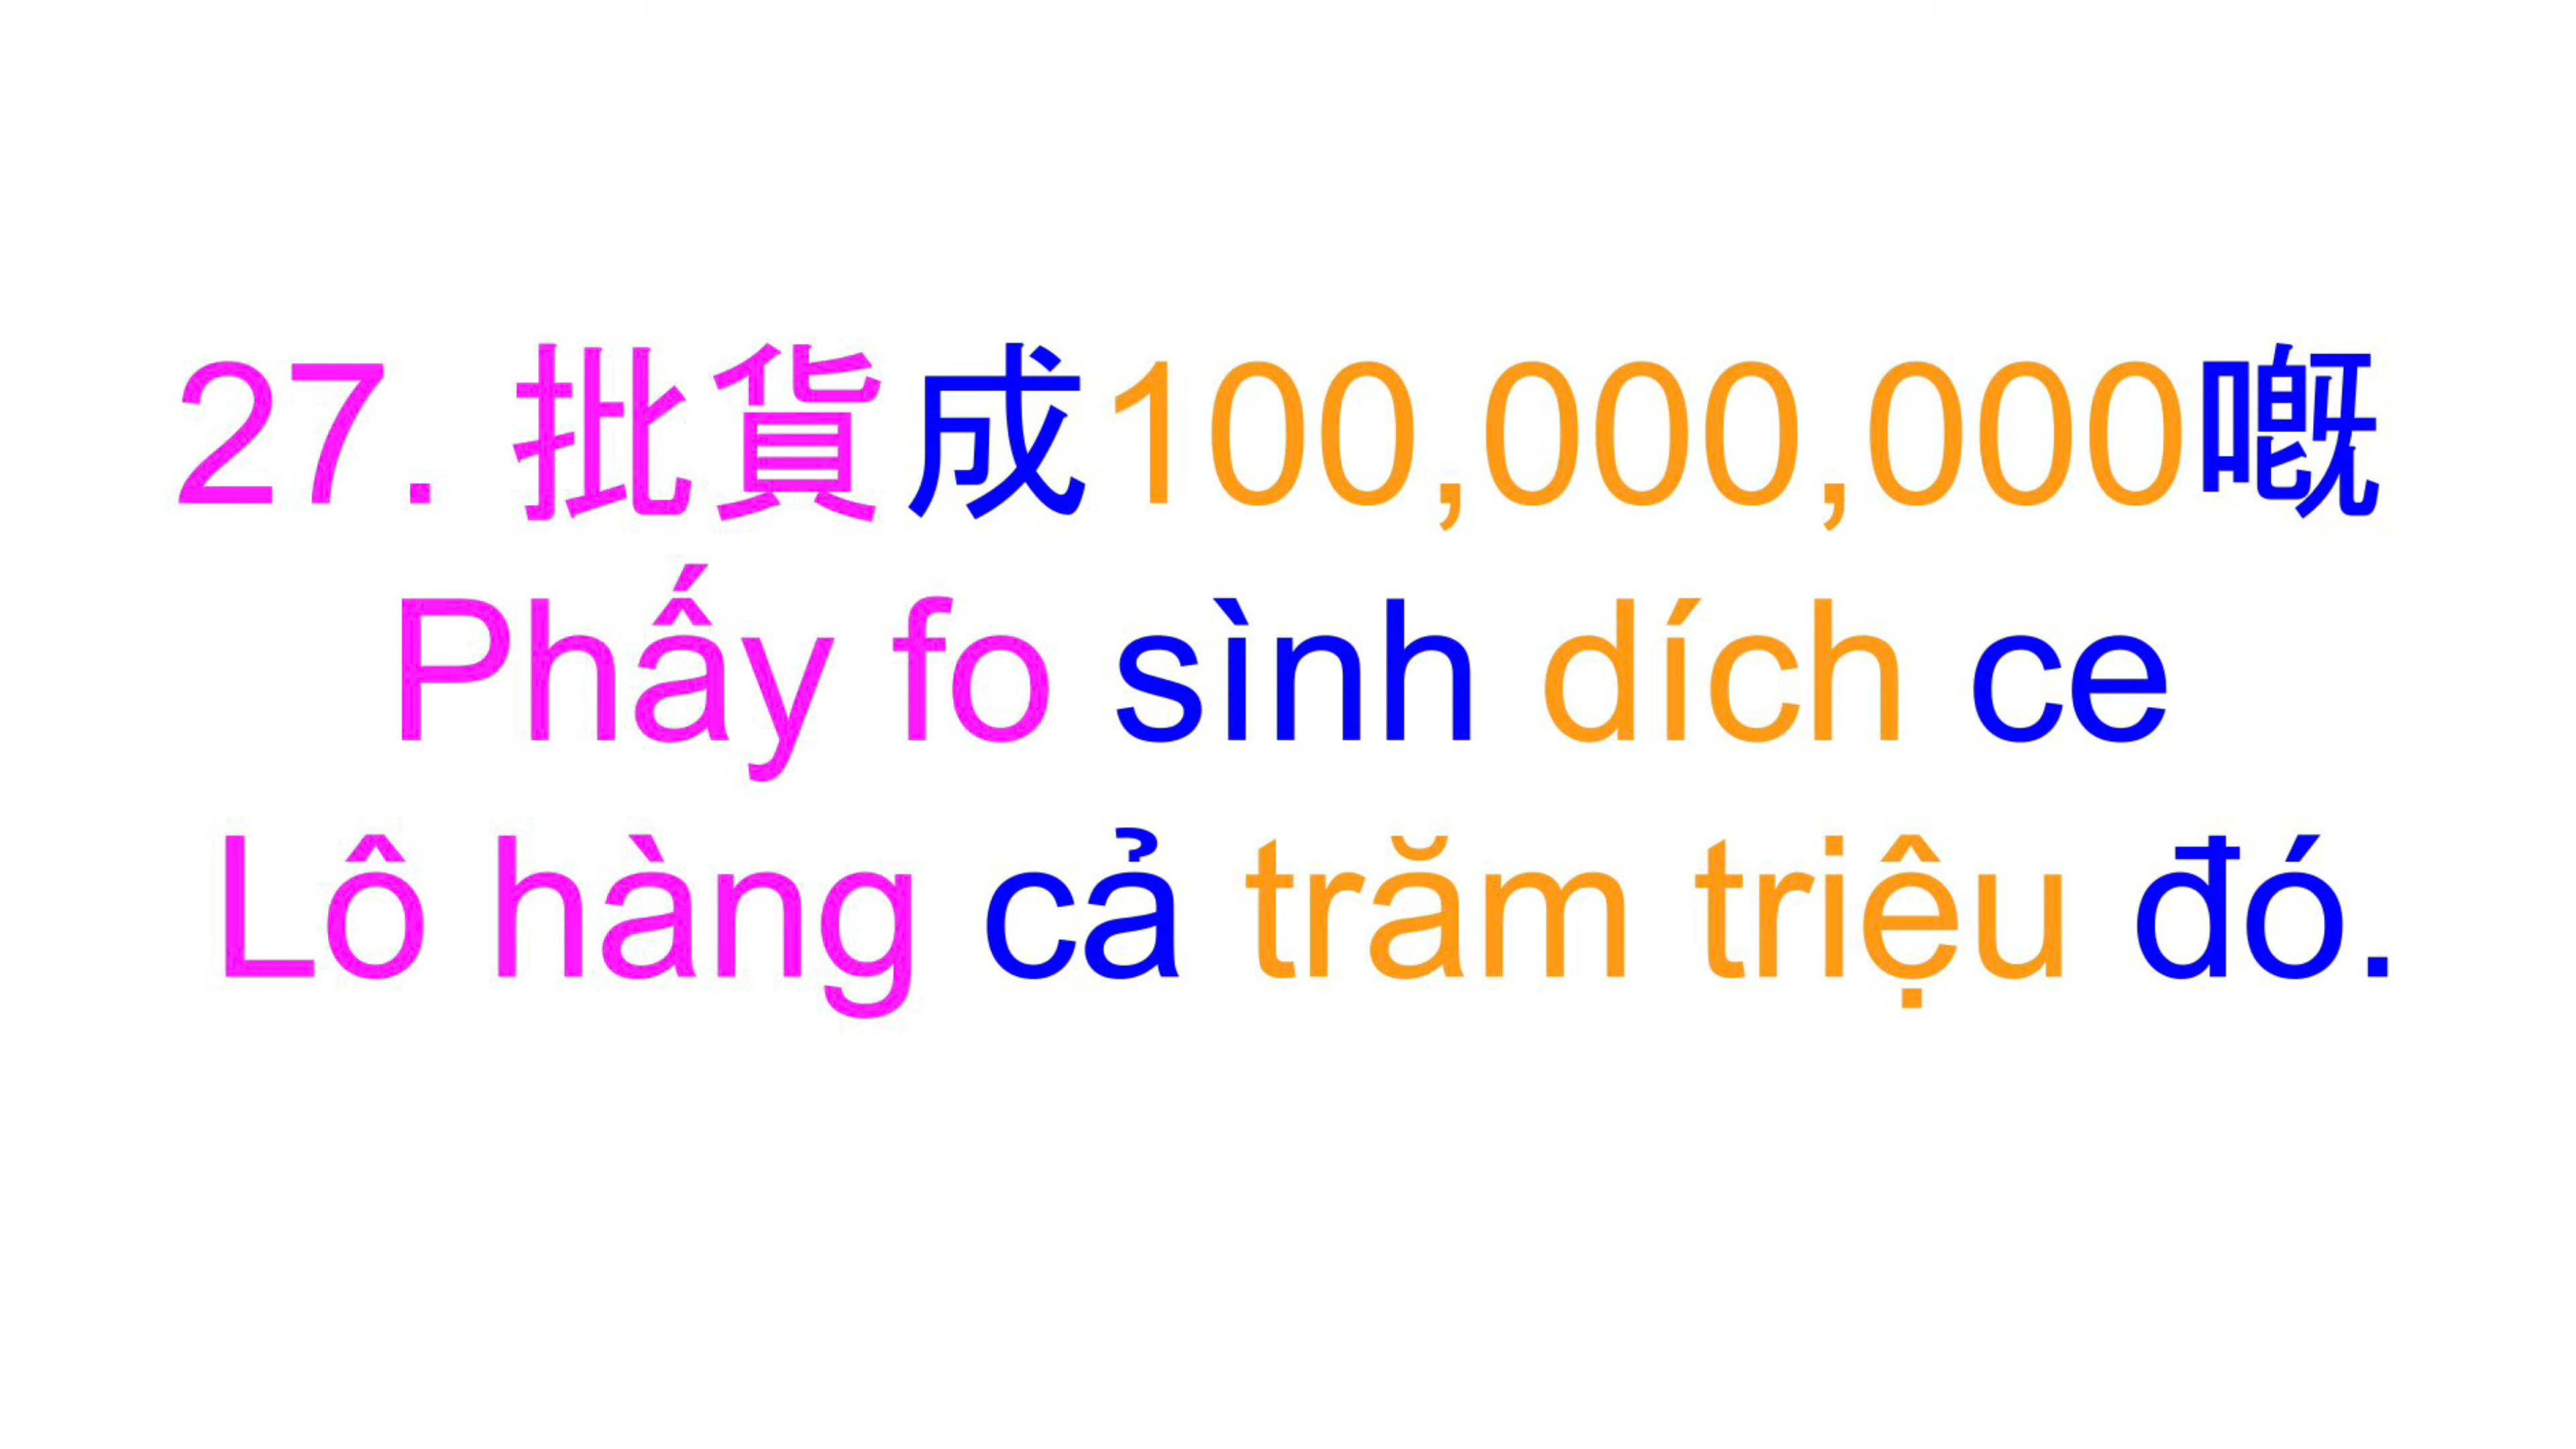 27. 批貨成100,000,000嘅
Phấy fo sình dích ce
Lô hàng cả trăm triệu đó.